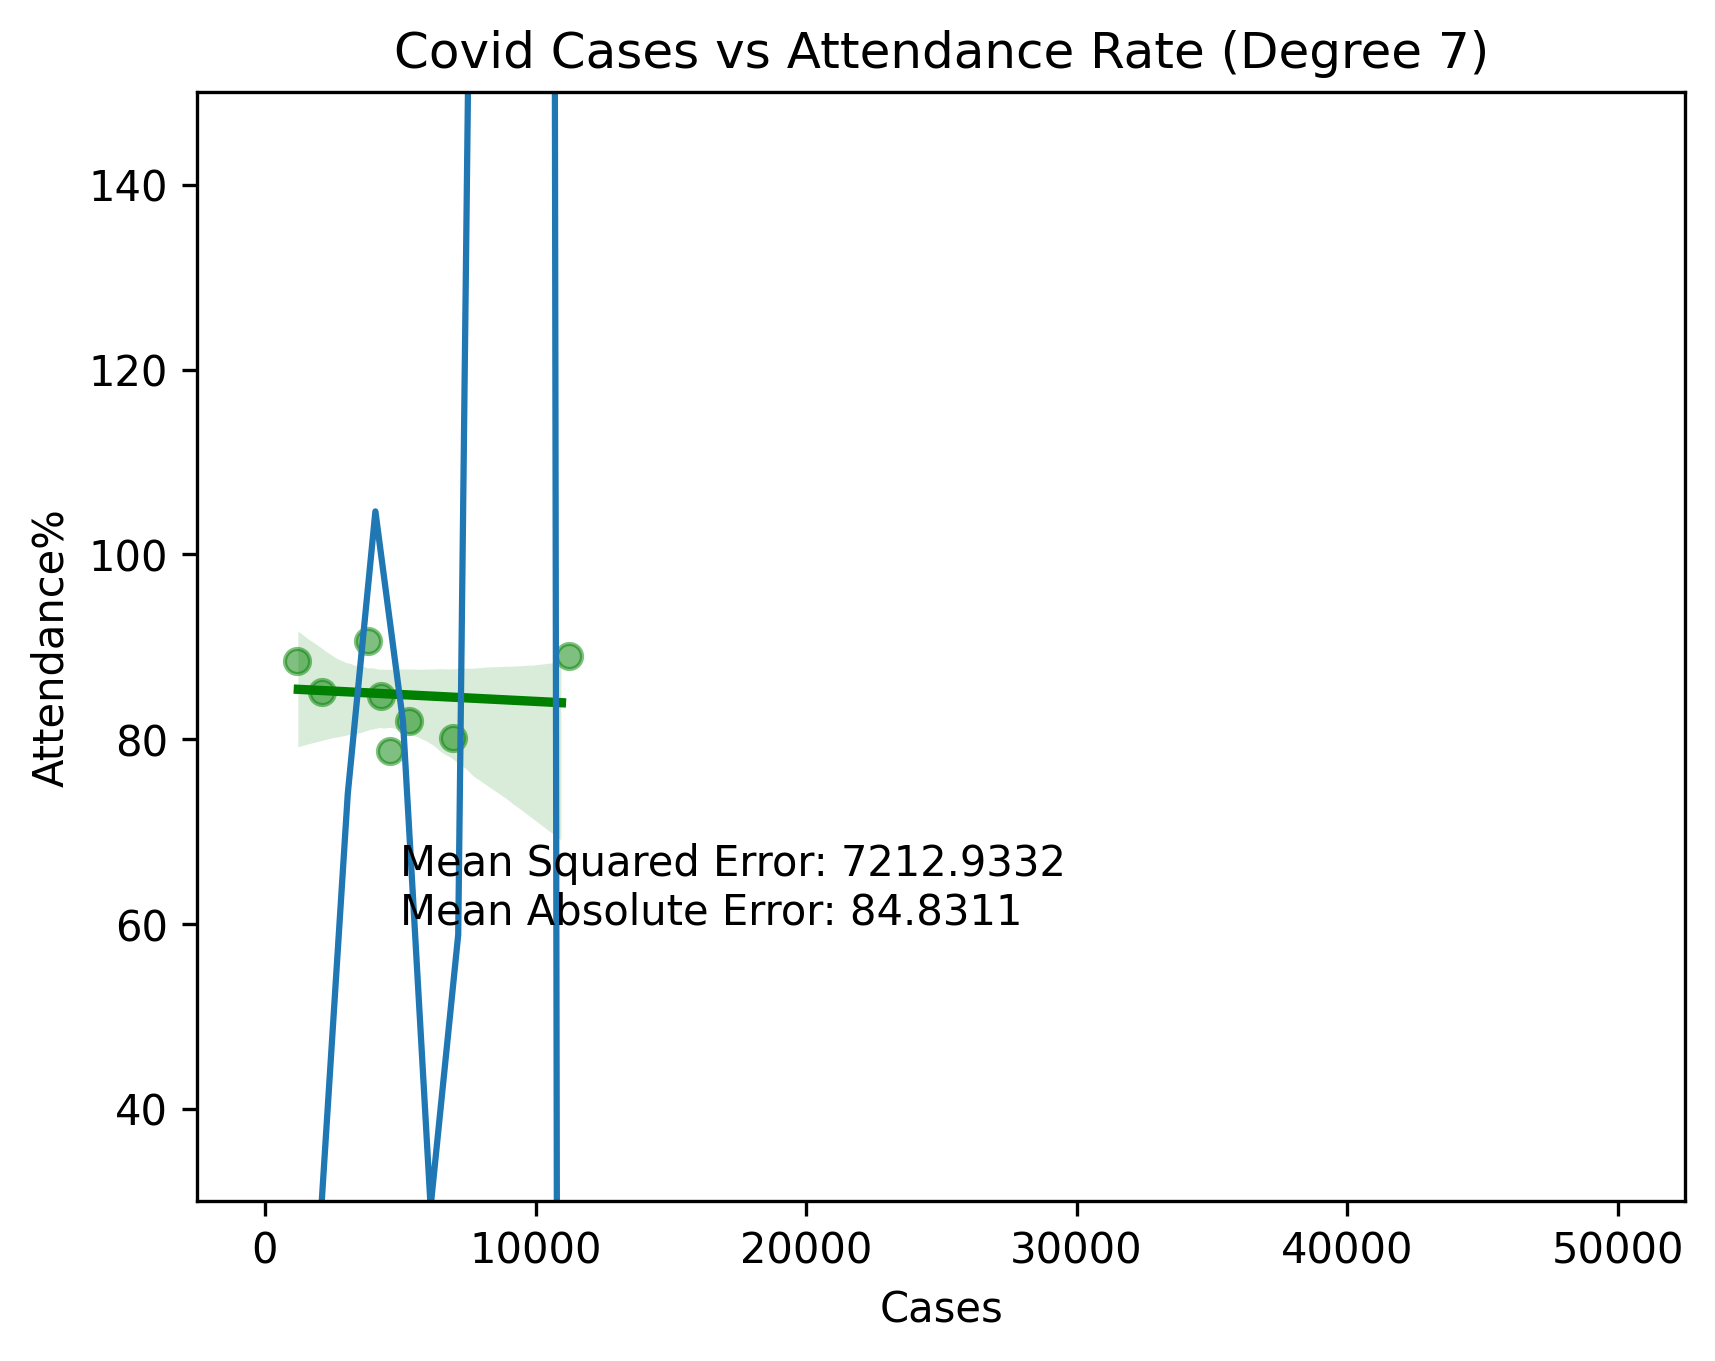 Covid Cases vs Attendance Rate (Degree 7)
140
120
100
80
60
40
Attendance%
Mean Squared Error: 7212.9332
Mean Absolute Error: 84.8311
0 10000 20000 30000 40000 50000
Cases